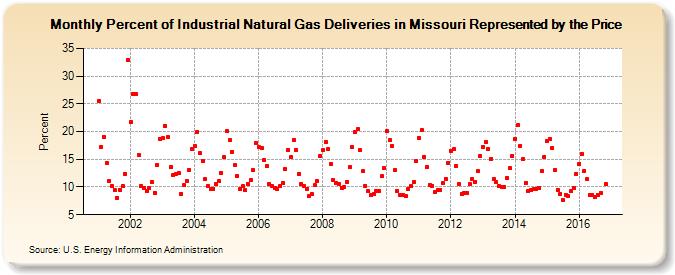 Monthly Percent of Industrial Natural Gas Deliveries in Missouri Represented by the Price
Percent
35
30
25
20
15
10
5
2002 2004 2006 2008 2010 2012 2014 2016
Source: U.S. Energy Information Administration